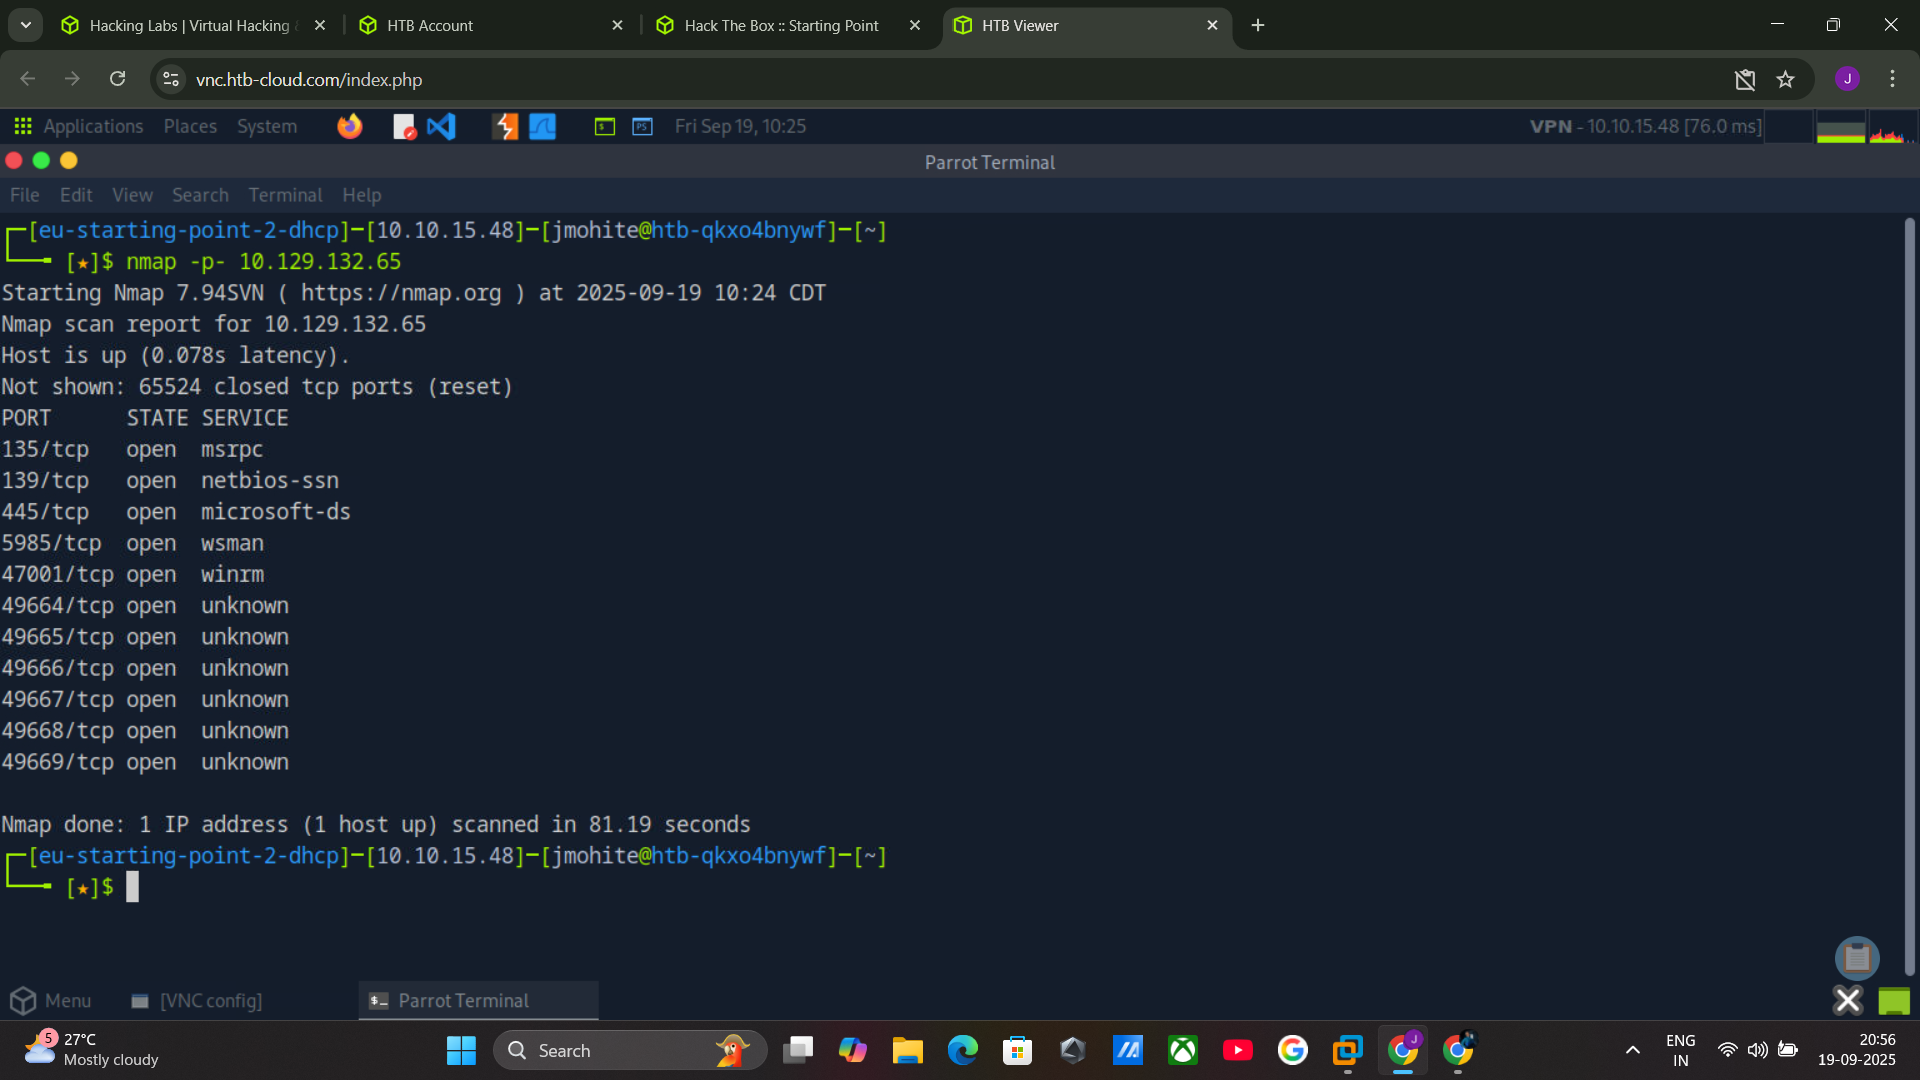 Hacking Labs | Virtual Hacking
HTB Account
Hack The Box :: Starting Point
HTB Viewer
vnc.htb-cloud.com/index.php
J
Applications Places System
$
PS
Fri Sep 19, 10:25
VPN - 10.10.15.48 [76.0 ms]
Parrot Terminal
File Edit View Search Terminal Help
┌─[eu-starting-point-2-dhcp]─[10.10.15.48]─[jmohite@htb-qkxo4bnywf]─[~]
└──╼ [★]$ nmap -p- 10.129.132.65
Starting Nmap 7.94SVN ( https://nmap.org ) at 2025-09-19 10:24 CDT
Nmap scan report for 10.129.132.65
Host is up (0.078s latency).
Not shown: 65524 closed tcp ports (reset)
PORT      STATE SERVICE
135/tcp   open  msrpc
139/tcp   open  netbios-ssn
445/tcp   open  microsoft-ds
5985/tcp  open  wsman
47001/tcp open  winrm
49664/tcp open  unknown
49665/tcp open  unknown
49666/tcp open  unknown
49667/tcp open  unknown
49668/tcp open  unknown
49669/tcp open  unknown
Nmap done: 1 IP address (1 host up) scanned in 81.19 seconds
┌─[eu-starting-point-2-dhcp]─[10.10.15.48]─[jmohite@htb-qkxo4bnywf]─[~]
└──╼ [★]$
Menu
[VNC config]
Parrot Terminal
5
27°C
Mostly cloudy
Search
J
ENG
IN
20:56
19-09-2025